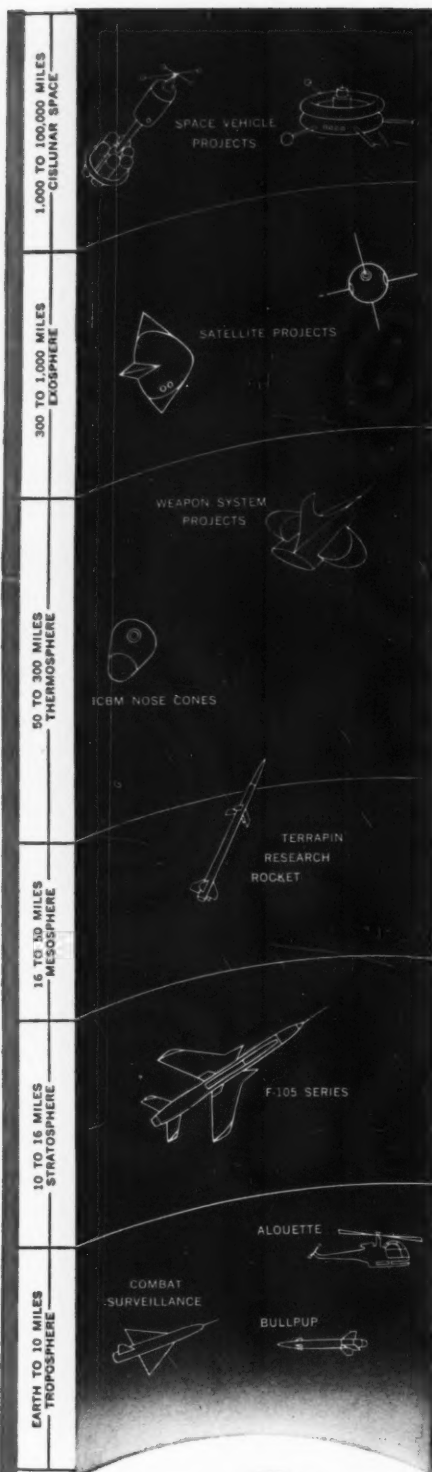 1,000 TO 100,000 MILES
CISLUNAR SPACE
SPACE VEHICLE
PROJECTS
300 TO 1,000 MILES
EXOSPHERE
SATELLITE PROJECTS
50 TO 300 MILES
THERMOSPHERE
WEAPON SYSTEM
PROJECTS
ICBM NOSE CONES
TERRAPIN
RESEARCH
ROCKET
16 TO 50 MILES
MESOSPHERE
10 TO 16 MILES
STRATOSPHERE
F-105 SERIES
EARTH TO 10 MILES
TROPOSPHERE
ALOUETTE
COMBAT
SURVEILLANCE
BULLPUP